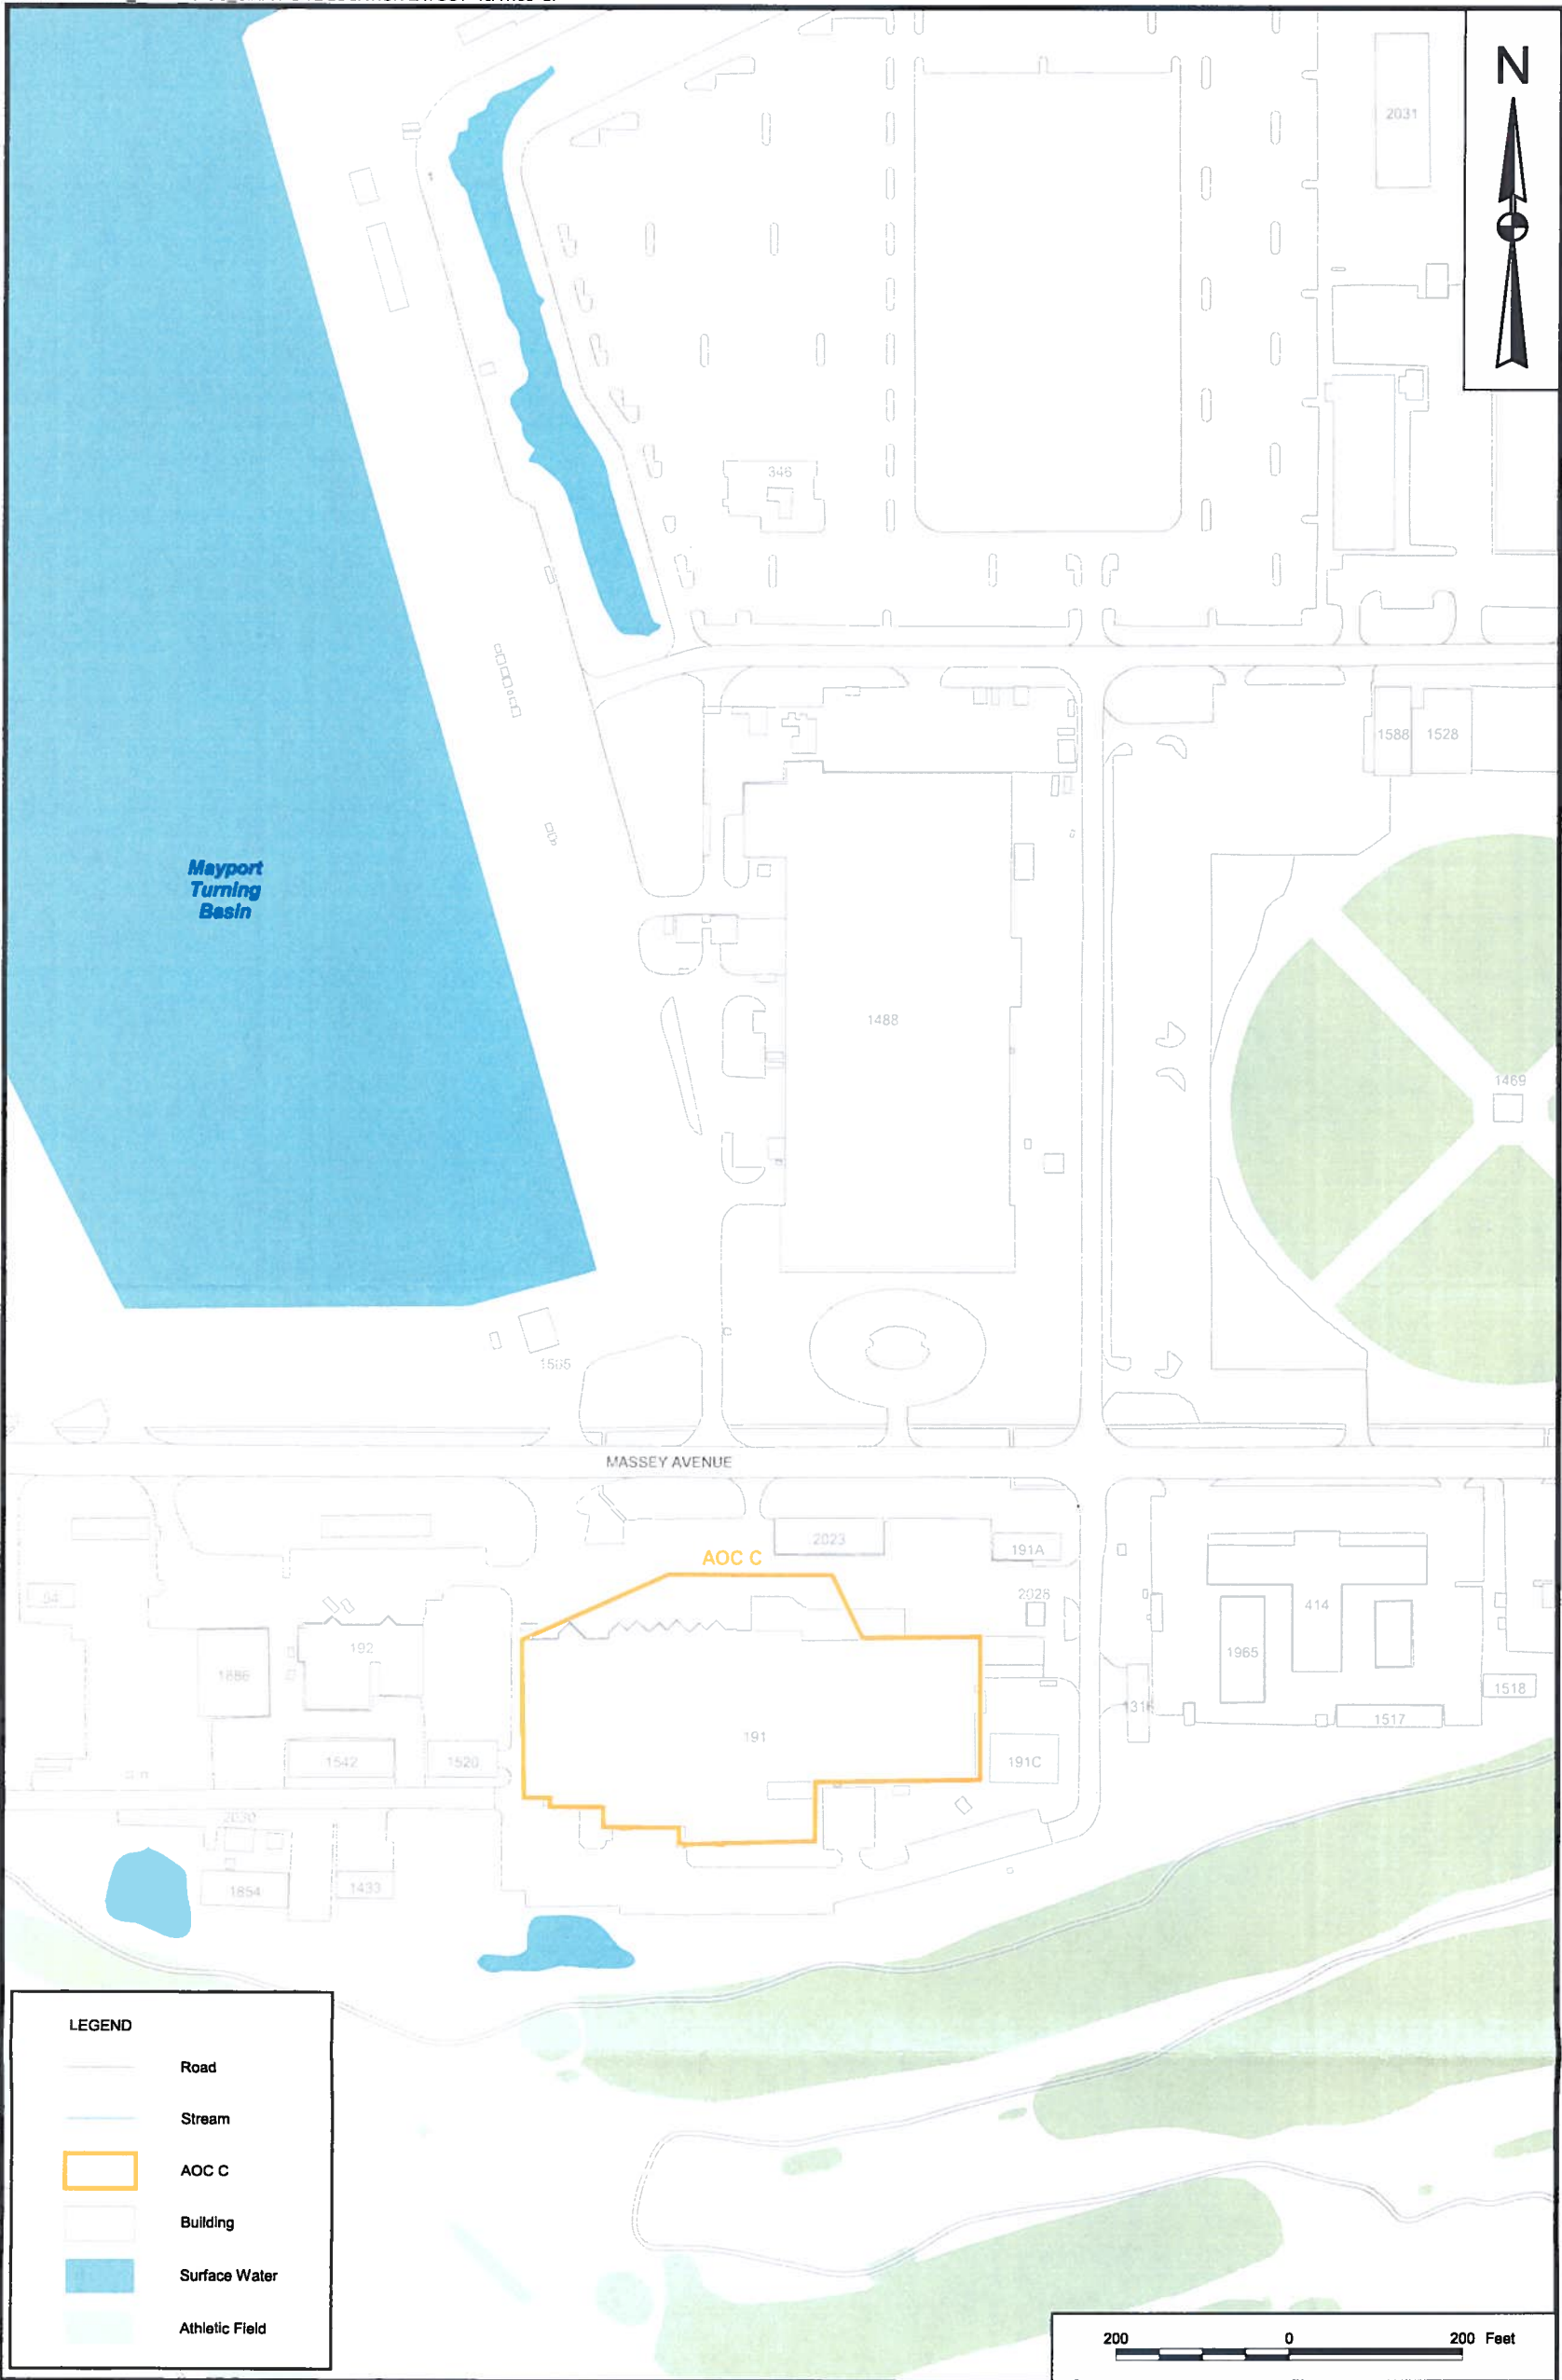 N
2031
346
1588 1528
Mayport
Turning
Basin
1488
1469
MASSEY AVENUE
2023
191A
AOC C
2028
414
192
1886
1965
1518
191
1517
1542
1520
191C
2030
1854
1433
LEGEND
Road
Stream
AOC C
Building
Surface Water
Athletic Field
200 0 200 Feet